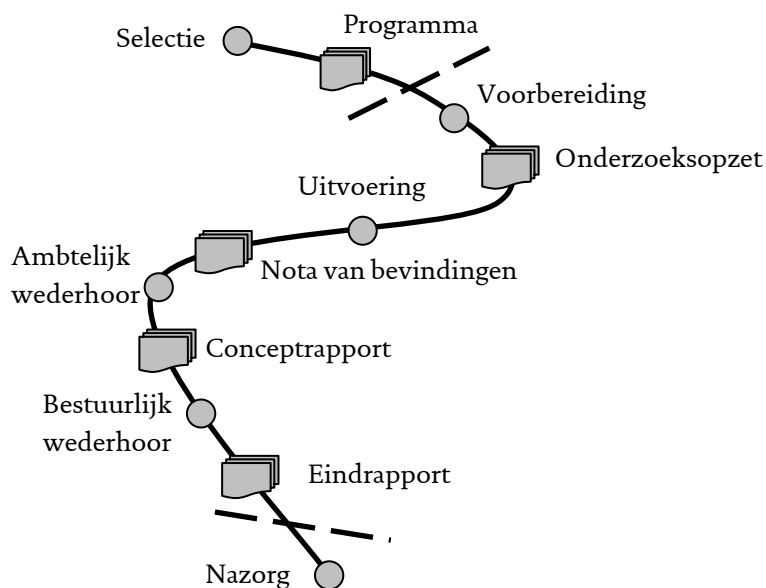 Selectie
Programma
Voorbereiding
Onderzoeksopzet
Uitvoering
Nota van bevindingen
Ambtelijk
wederhoor
Conceptrapport
Bestuurlijk
wederhoor
Eindrapport
Nazorg